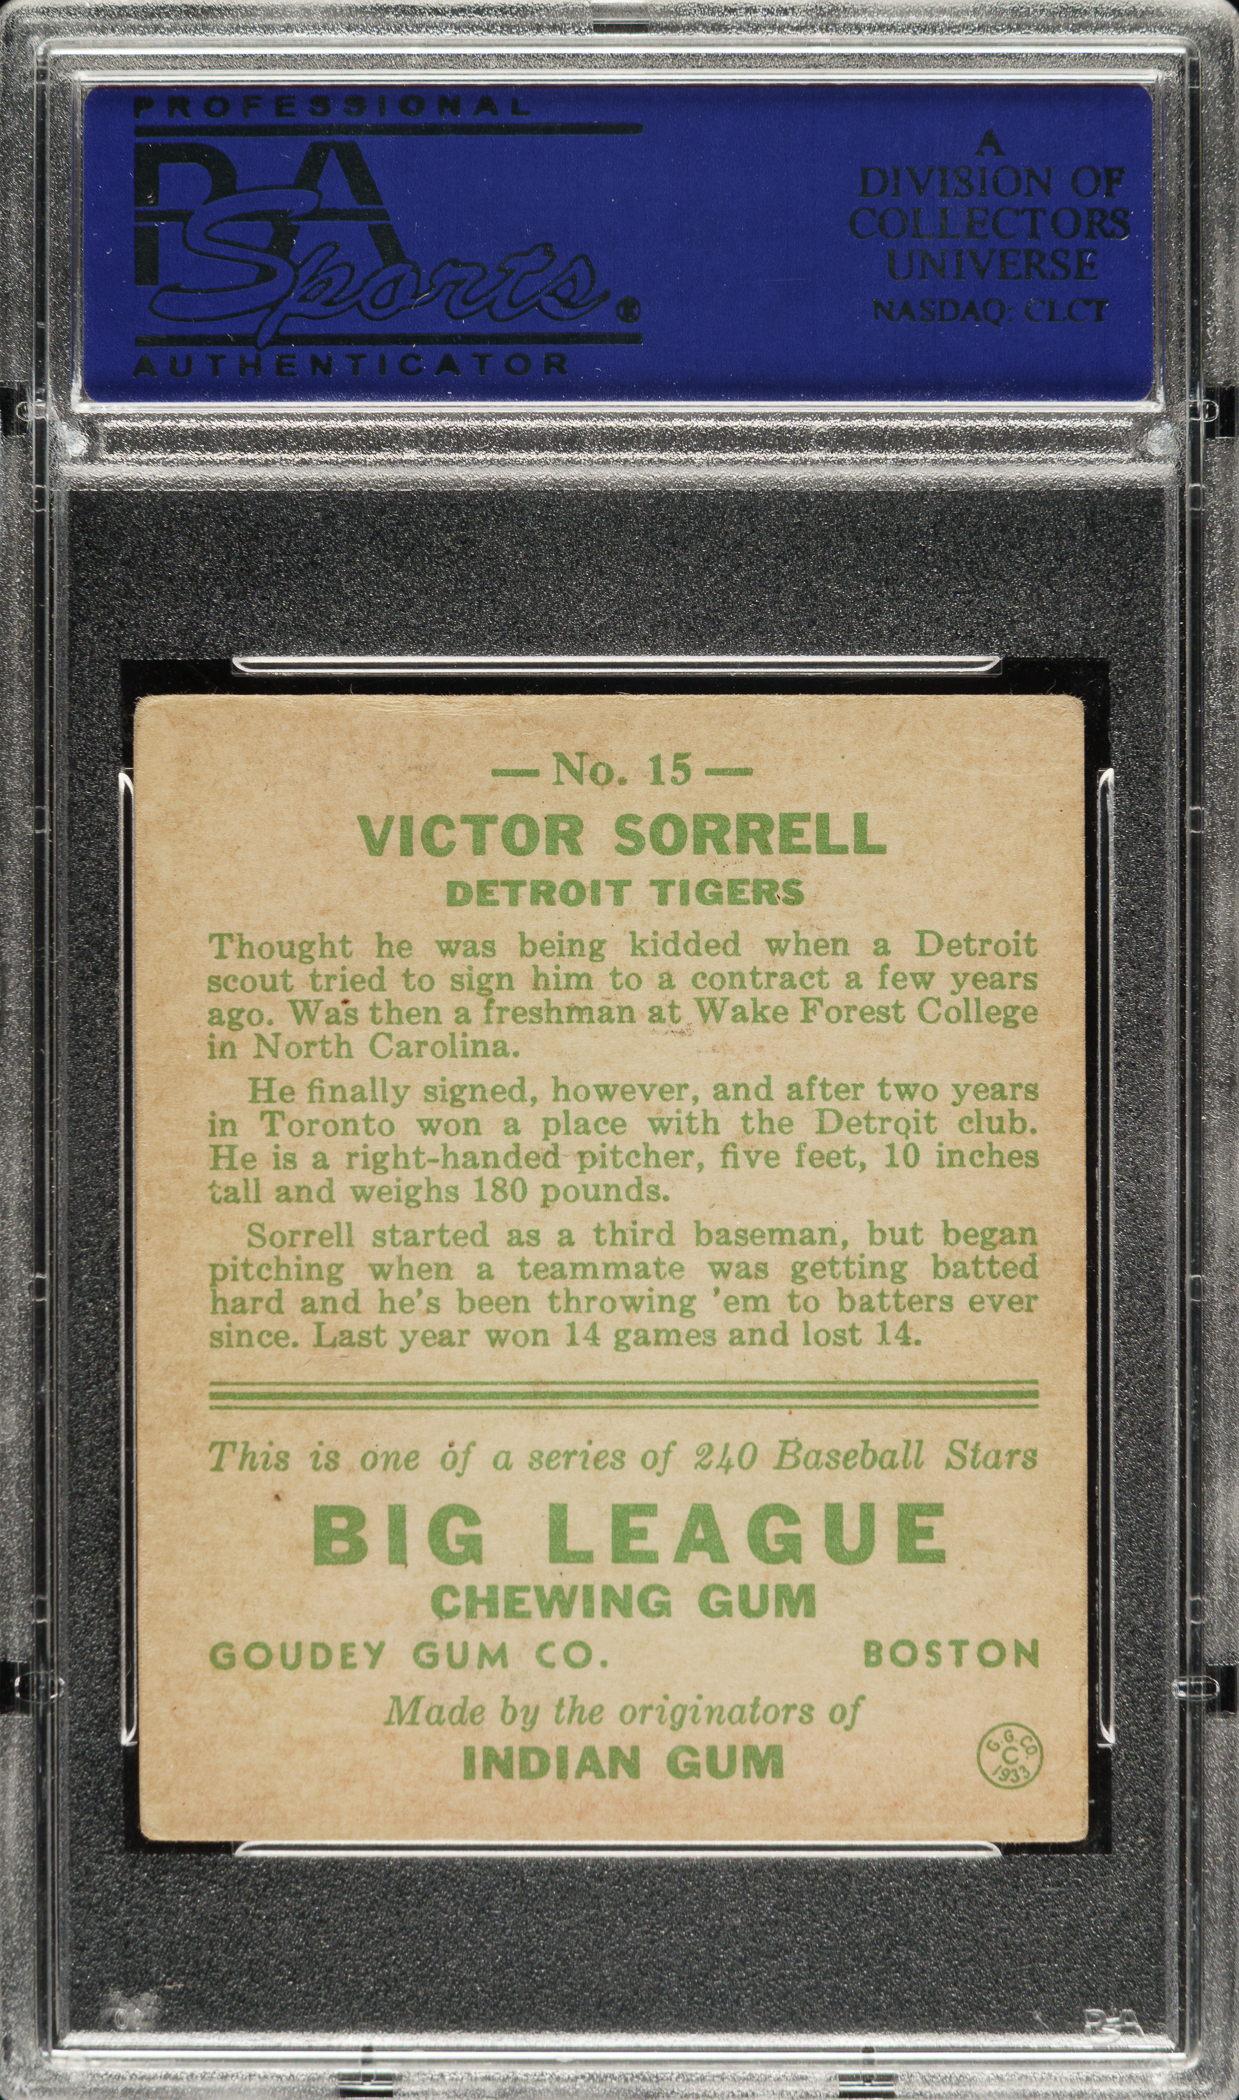 PROFESSIONAL
PSA
Sports
AUTHENTICATOR
A
DIVISION OF
COLLECTORS
UNIVERSE
NASDAQ: CLCT
— No. 15 —
VICTOR SORRELL
DETROIT TIGERS
Thought he was being kidded when a Detroit
scout tried to sign him to a contract a few years
ago. Was then a freshman at Wake Forest College
in North Carolina.
He finally signed, however, and after two years
in Toronto won a place with the Detroit club.
He is a right-handed pitcher, five feet, 10 inches
tall and weighs 180 pounds.
Sorrell started as a third baseman, but began
pitching when a teammate was getting batted
hard and he's been throwing 'em to batters ever
since. Last year won 14 games and lost 14.
This is one of a series of 240 Baseball Stars
BIG LEAGUE
CHEWING GUM
GOUDEY GUM CO. BOSTON
Made by the originators of
INDIAN GUM
G. G. CO.
C
1933
PSA